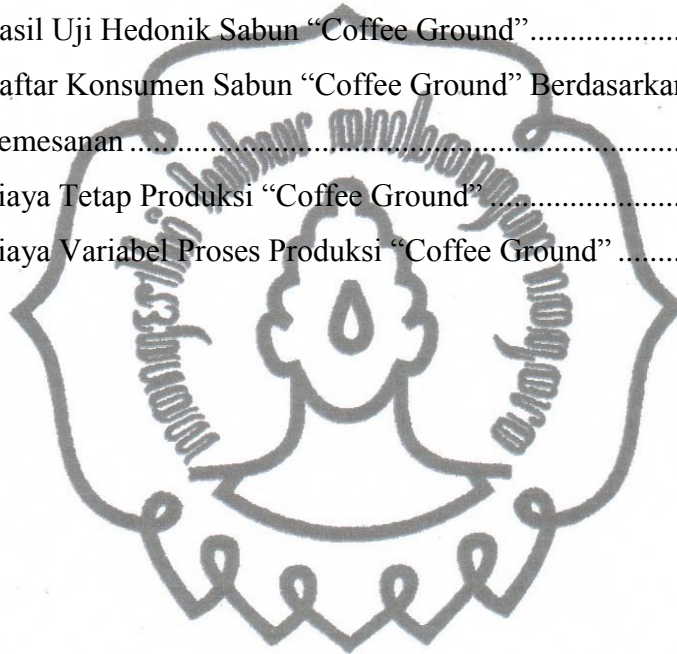 asil Uji Hedonik Sabun “Coffee Ground”....................
aftar Konsumen Sabun “Coffee Ground” Berdasarkan
emesanan ..........................................................................
iaya Tetap Produksi “Coffee Ground” .........................
iaya Variabel Proses Produksi “Coffee Ground” ........